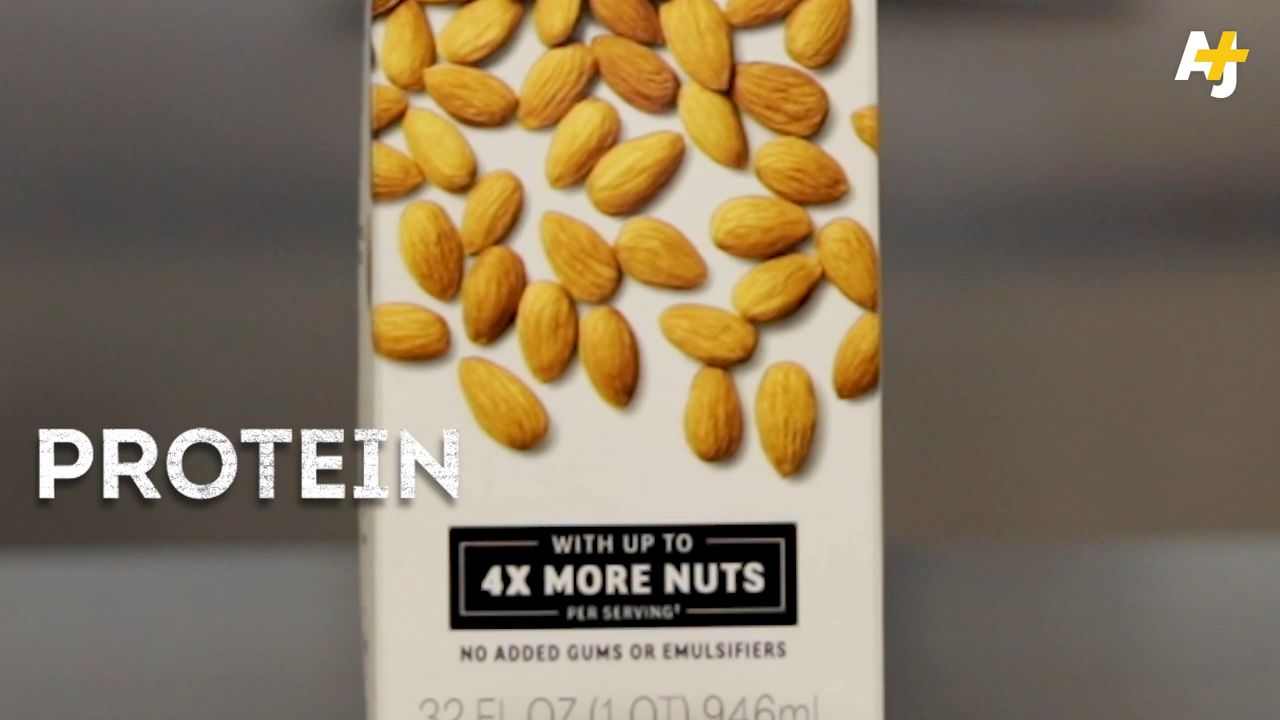 AJ+
PROTEIN
WITH UP TO
4X MORE NUTS
PER SERVING†
NO ADDED GUMS OR EMULSIFIERS
32 FL OZ (1 QT) 946ml